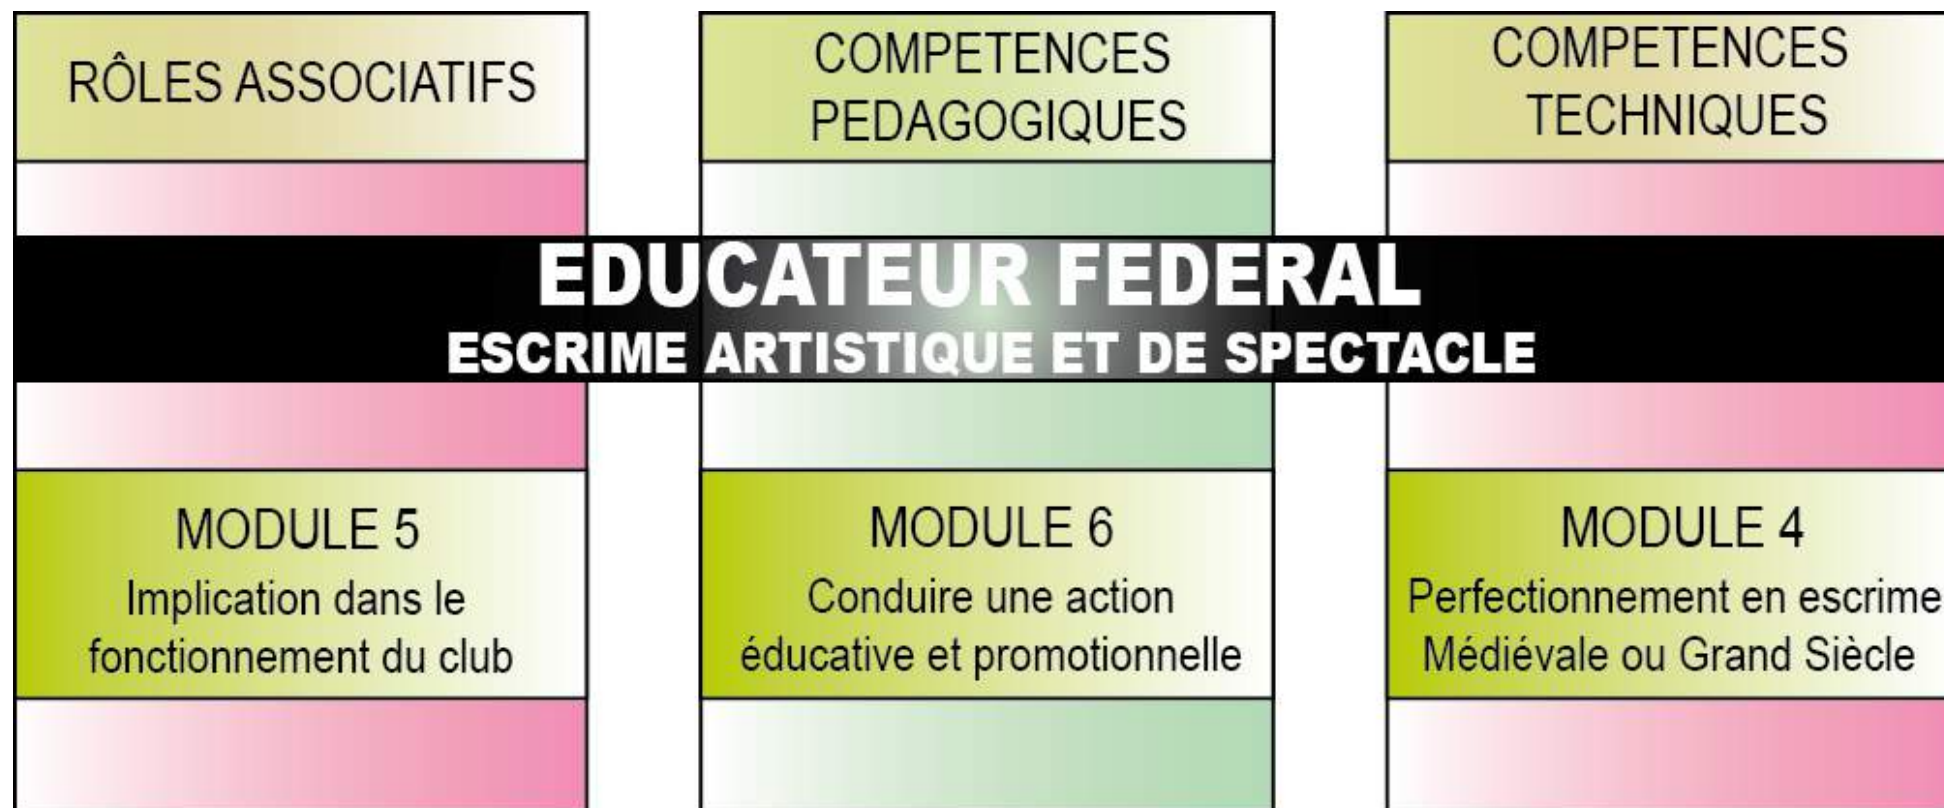 RÔLES ASSOCIATIFS
COMPETENCES
PEDAGOGIQUES
COMPETENCES
TECHNIQUES
EDUCATEUR FEDERAL
ESCRIME ARTISTIQUE ET DE SPECTACLE
MODULE 5
Implication dans le
fonctionnement du club
MODULE 6
Conduire une action
éducative et promotionnelle
MODULE 4
Perfectionnement en escrime
Médiévale ou Grand Siècle